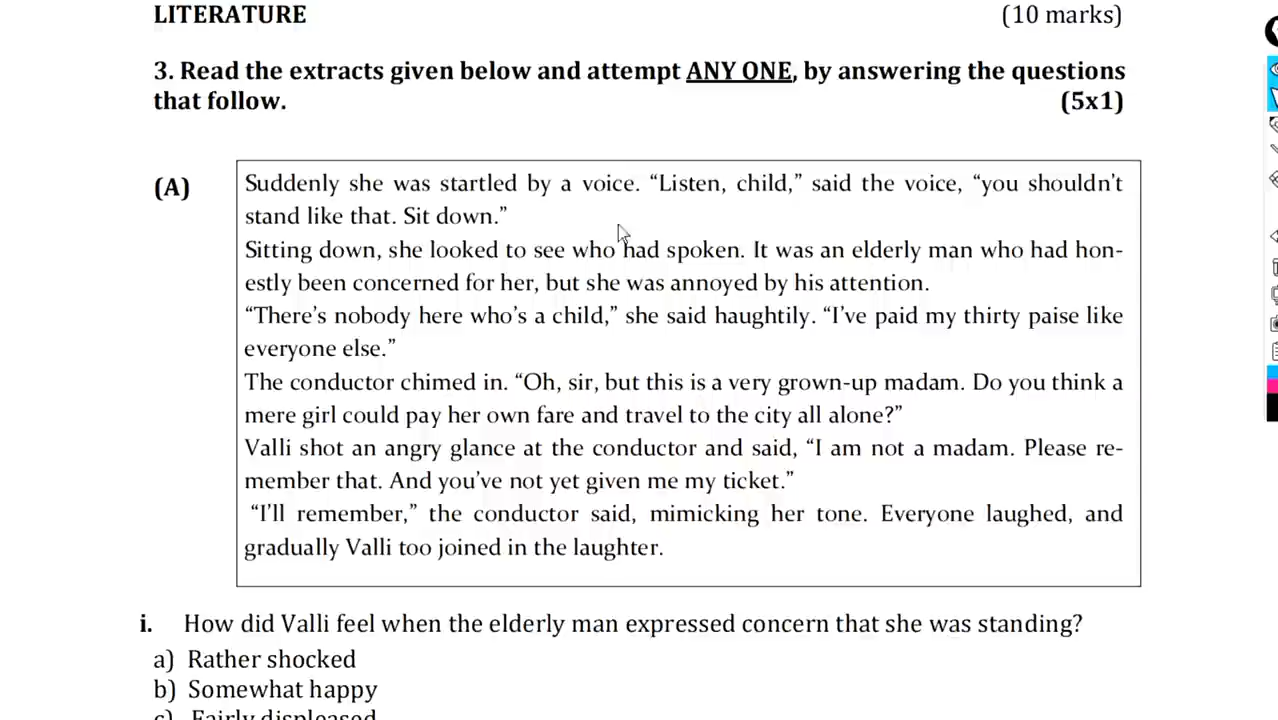 LITERATURE (10 marks)
3. Read the extracts given below and attempt ANY ONE, by answering the questions
that follow. (5x1)
(A)
Suddenly she was startled by a voice. “Listen, child,” said the voice, “you shouldn’t
stand like that. Sit down.”
Sitting down, she looked to see who had spoken. It was an elderly man who had hon-
estly been concerned for her, but she was annoyed by his attention.
“There’s nobody here who’s a child,” she said haughtily. “I’ve paid my thirty paise like
everyone else.”
The conductor chimed in. “Oh, sir, but this is a very grown-up madam. Do you think a
mere girl could pay her own fare and travel to the city all alone?”
Valli shot an angry glance at the conductor and said, “I am not a madam. Please re-
member that. And you’ve not yet given me my ticket.”
“I’ll remember,” the conductor said, mimicking her tone. Everyone laughed, and
gradually Valli too joined in the laughter.
i. How did Valli feel when the elderly man expressed concern that she was standing?
a) Rather shocked
b) Somewhat happy
c) Fairly displeased